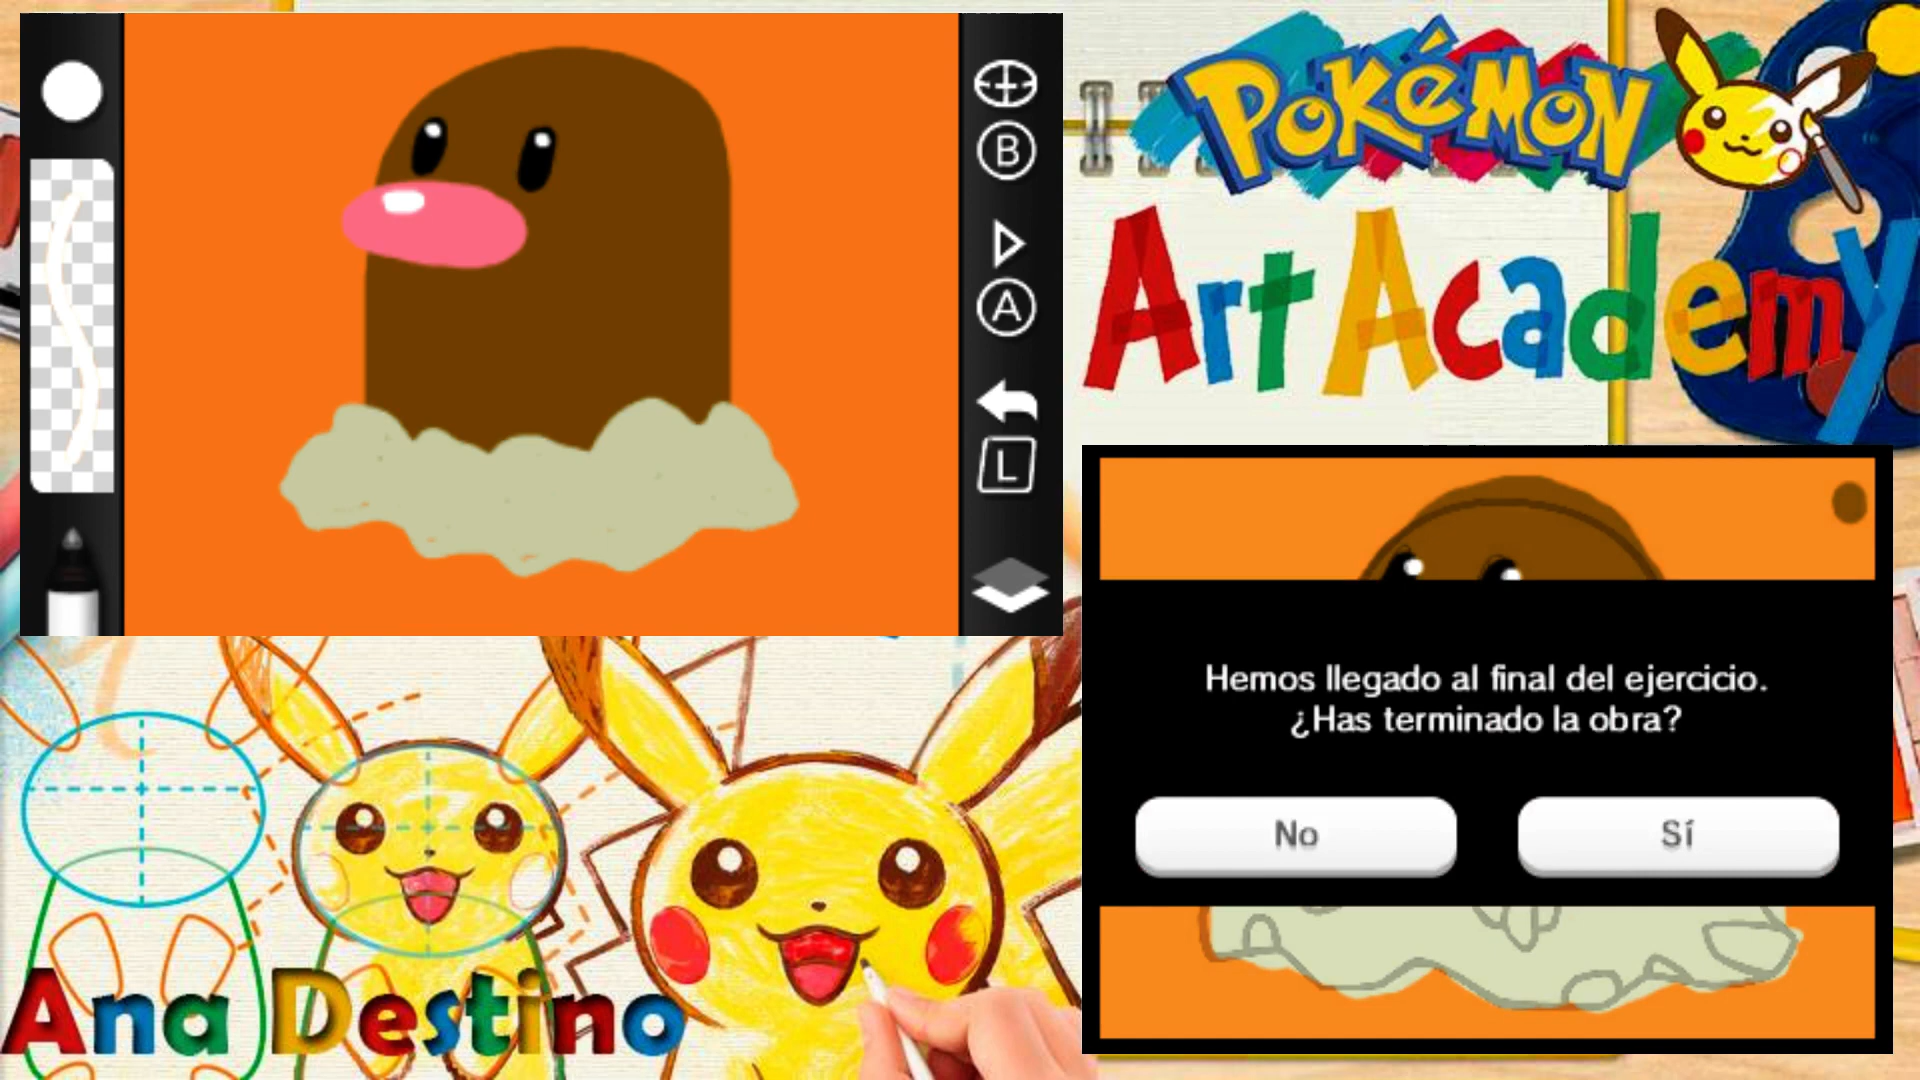 B
A
L
Pokémon
Art Academy
Hemos llegado al final del ejercicio.
¿Has terminado la obra?
No
Sí
Ana Destino